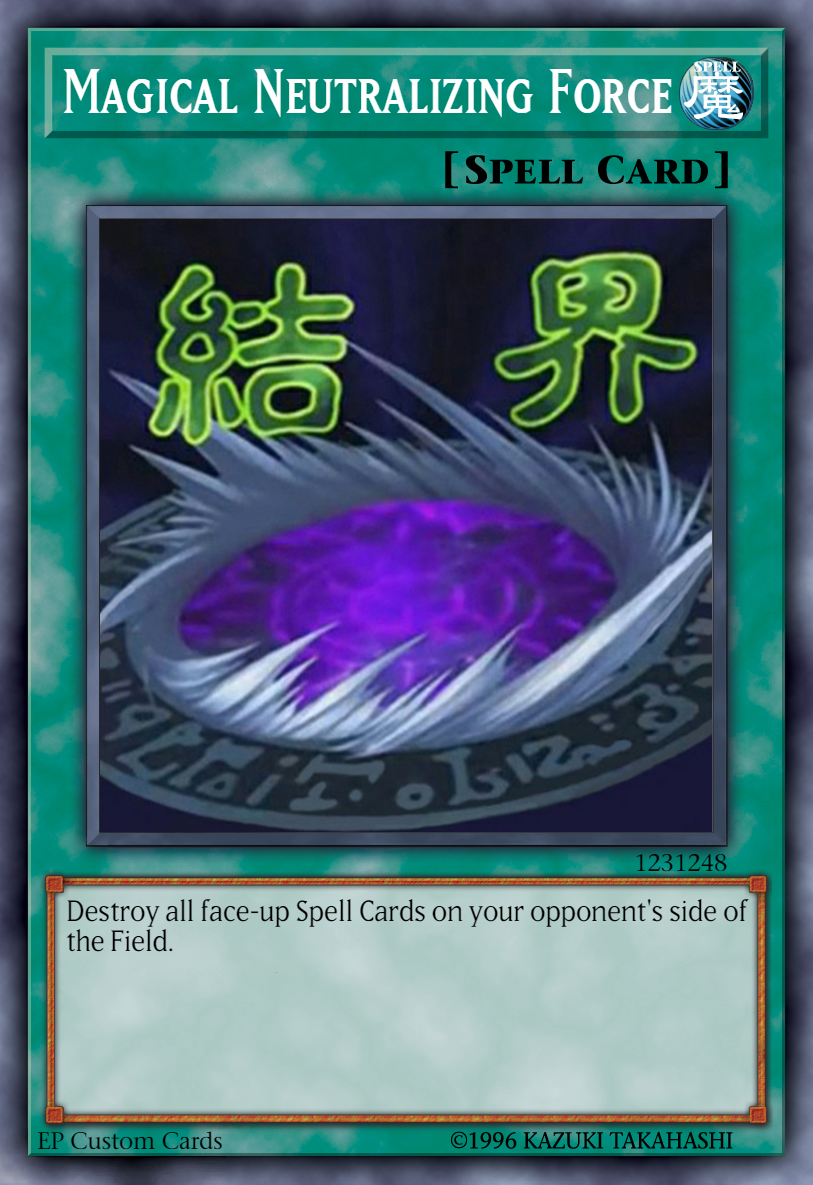 MAGICAL NEUTRALIZING FORCE
SPELL
魔
[SPELL CARD]
結界
1231248
Destroy all face-up Spell Cards on your opponent's side of
the Field.
EP Custom Cards
©1996 KAZUKI TAKAHASHI